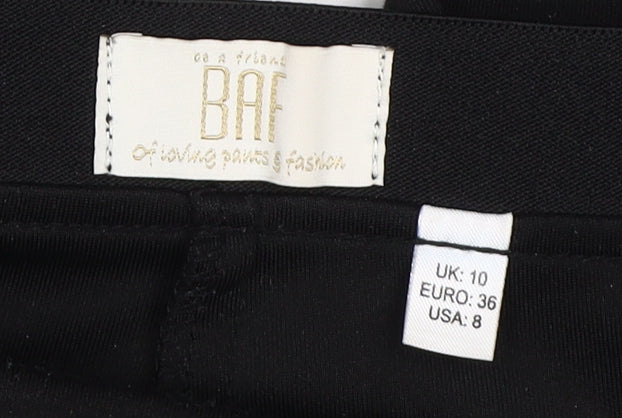 as a friend
BAF
of loving pants & fashion
UK: 10
EURO: 36
USA: 8